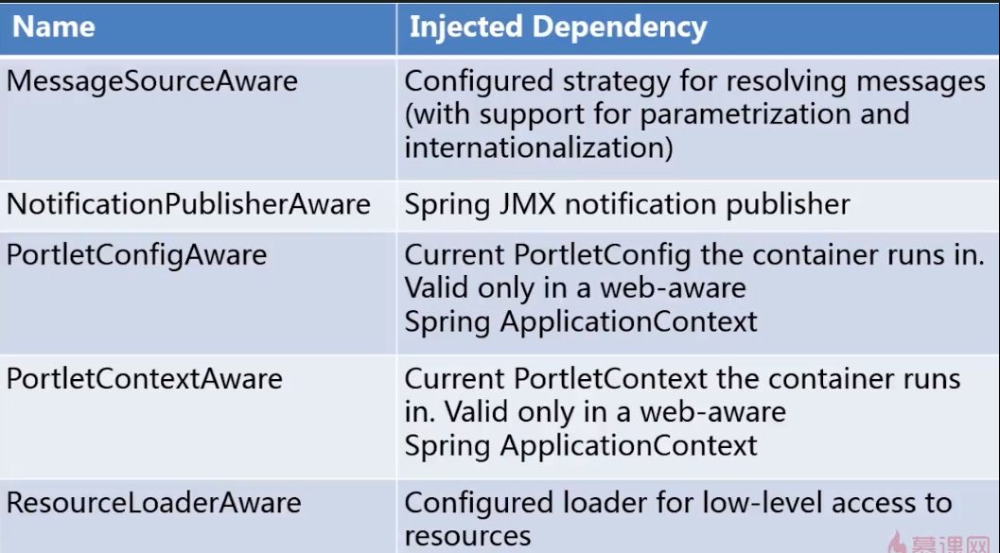 Name
Injected Dependency
MessageSourceAware
Configured strategy for resolving messages
(with support for parametrization and
internationalization)
NotificationPublisherAware
Spring JMX notification publisher
PortletConfigAware
Current PortletConfig the container runs in.
Valid only in a web-aware
Spring ApplicationContext
PortletContextAware
Current PortletContext the container runs
in. Valid only in a web-aware
Spring ApplicationContext
ResourceLoaderAware
Configured loader for low-level access to
resources
慕课网